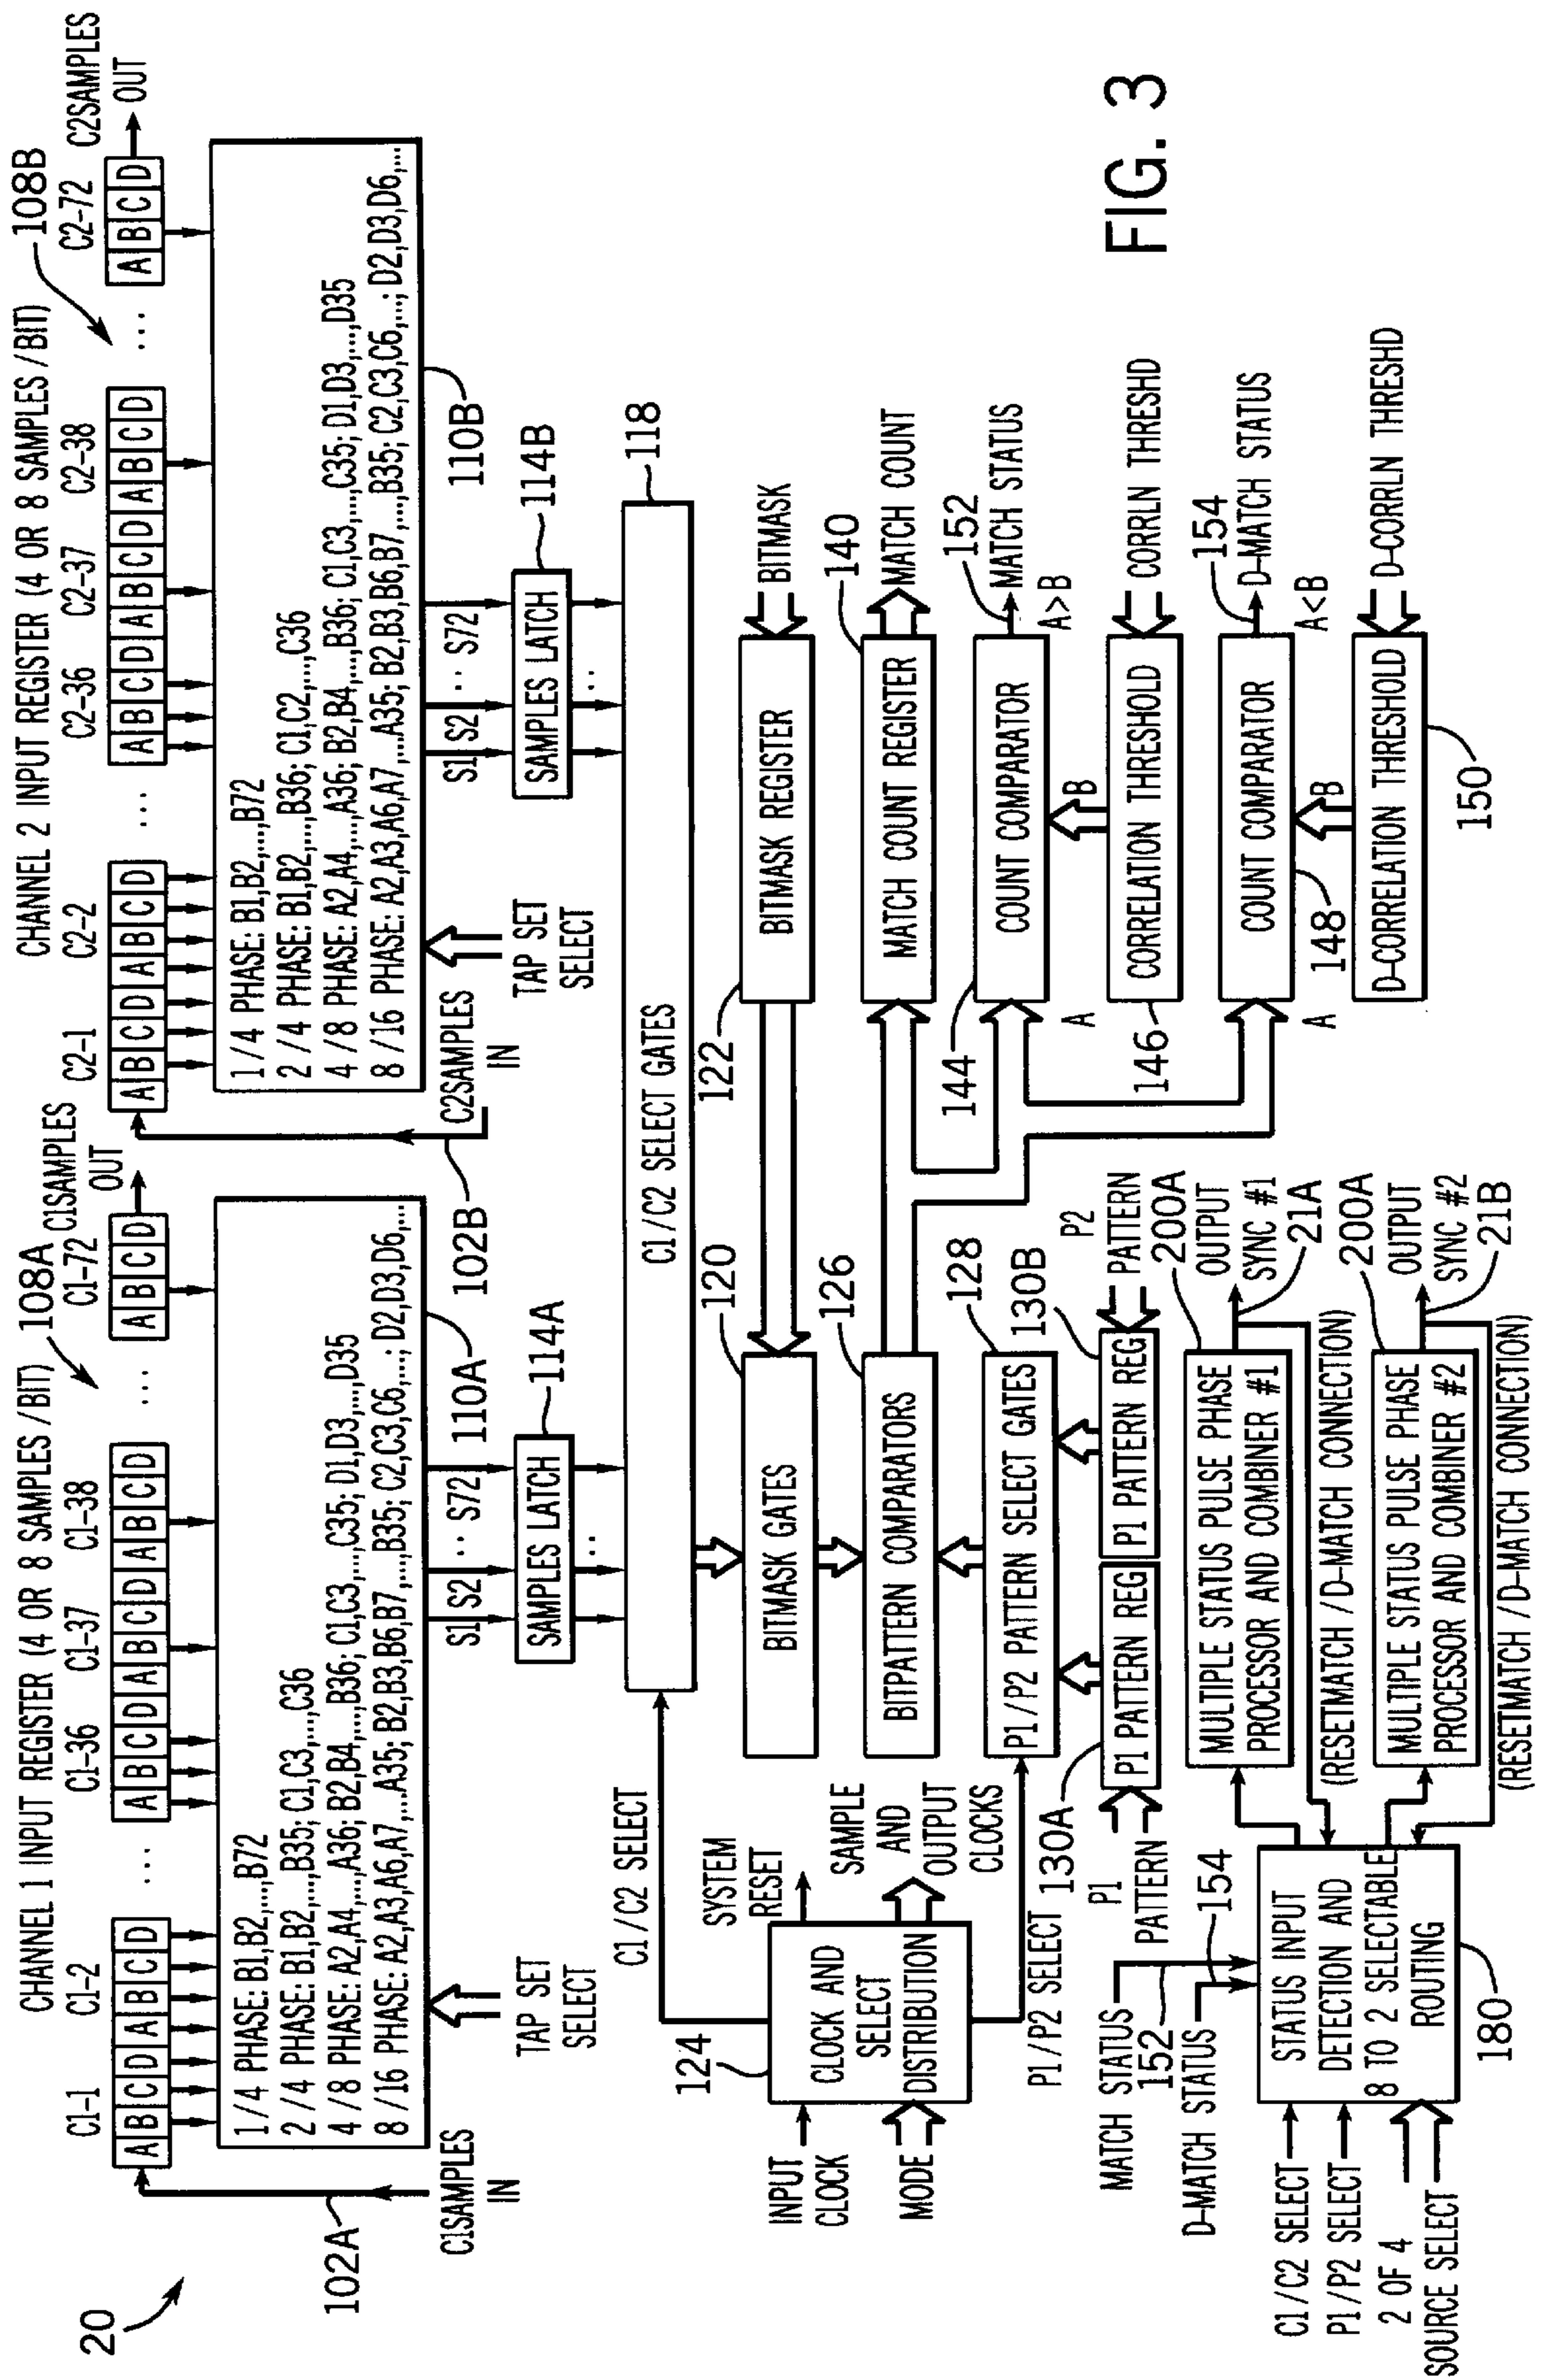 20
CHANNEL 1 INPUT REGISTER (4 OR 8 SAMPLES/BIT)
108A
C1-1
C1-2
C1-36
C1-37
C1-38
C1-72
C1SAMPLES
OUT
A B C D A B C D
...
A B C D A B C D A B C D
...
A B C D
1/4 PHASE: B1,B2,...,B72
2/4 PHASE: B1,B2,...,B35; C1,C3,...,C36
4/8 PHASE: A2,A4,...,A36; B2,B4,...,B36; C1,C3,...,C35; D1,D3,...,D35
8/16 PHASE: A2,A3,A6,A7,...A35; B2,B3,B6,B7,...,B35; C2,C3,C6,...; D2,D3,D6,...
102A
C1SAMPLES
IN
TAP SET
SELECT
110A
S1 S2 ·· S72
SAMPLES LATCH
114A
··
CHANNEL 2 INPUT REGISTER (4 OR 8 SAMPLES/BIT)
108B
C2-1
C2-2
C2-36
C2-37
C2-38
C2-72
C2SAMPLES
OUT
A B C D A B C D
...
A B C D A B C D A B C D
...
A B C D
1/4 PHASE: B1,B2,...,B72
2/4 PHASE: B1,B2,...,B36; C1,C2,...,C36
4/8 PHASE: A2,A4,...,A36; B2,B4,...,B36; C1,C3,...,C35; D1,D3,...,D35
8/16 PHASE: A2,A3,A6,A7,...A35; B2,B3,B6,B7,...,B35; C2,C3,C6,...; D2,D3,D6,...
102B
C2SAMPLES
IN
TAP SET
SELECT
110B
S1 S2 ·· S72
SAMPLES LATCH
114B
··
C1/C2 SELECT
C1/C2 SELECT GATES
118
124
INPUT
CLOCK
MODE
CLOCK AND
SELECT
DISTRIBUTION
SYSTEM
RESET
SAMPLE
AND
OUTPUT
CLOCKS
P1/P2 SELECT
BITMASK GATES
120
122
BITMASK REGISTER
BITMASK
BITPATTERN COMPARATORS
126
MATCH COUNT REGISTER
140
MATCH COUNT
P1/P2 PATTERN SELECT GATES
128
144
COUNT COMPARATOR
152
MATCH STATUS
A>B
A
B
130A
P1
PATTERN
P1 PATTERN REG
P1 PATTERN REG
130B
P2
PATTERN
146
CORRELATION THRESHOLD
CORRLN THRESHD
COUNT COMPARATOR
148
154
D-MATCH STATUS
A<B
A
B
D-CORRELATION THRESHOLD
150
D-CORRLN THRESHD
MATCH STATUS
152
D-MATCH STATUS
154
C1/C2 SELECT
P1/P2 SELECT
2 OF 4
SOURCE SELECT
STATUS INPUT
DETECTION AND
8 TO 2 SELECTABLE
ROUTING
180
MULTIPLE STATUS PULSE PHASE
PROCESSOR AND COMBINER #1
200A
OUTPUT
SYNC #1
21A
(RESETMATCH/D-MATCH CONNECTION)
MULTIPLE STATUS PULSE PHASE
PROCESSOR AND COMBINER #2
200A
OUTPUT
SYNC #2
21B
(RESETMATCH/D-MATCH CONNECTION)
FIG. 3